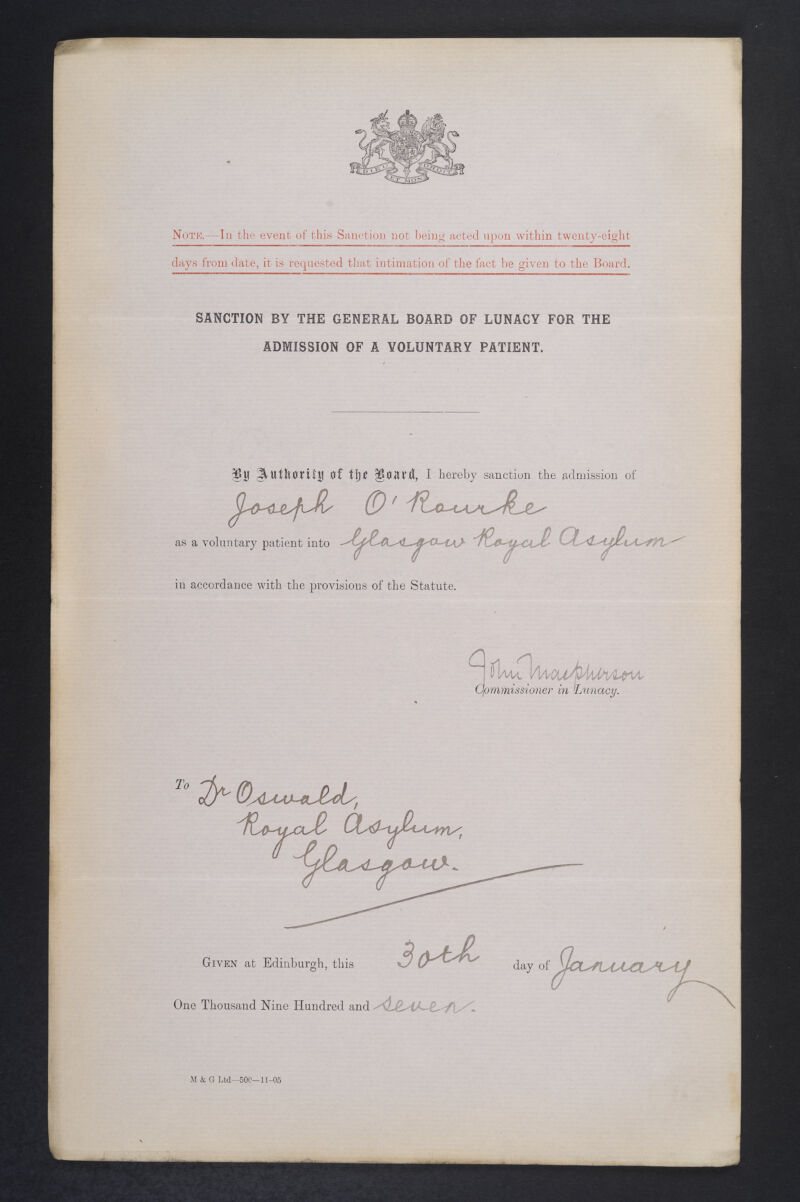 DIEU ET MON DROIT
NOTE.—In the event of this Sanction not being acted upon within twenty-eight
days from date, it is requested that intimation of the fact be given to the Board.
SANCTION BY THE GENERAL BOARD OF LUNACY FOR THE
ADMISSION OF A VOLUNTARY PATIENT.
By Authority of the Board, I hereby sanction the admission of
Joseph O'Rourke
as a voluntary patient into Glasgow Royal Asylum
in accordance with the provisions of the Statute.
John Macpherson
Commissioner in Lunacy.
To Dr Oswald,
Royal Asylum,
Glasgow.
GIVEN at Edinburgh, this 30th day of January
One Thousand Nine Hundred and seven.
M & G Ltd—500—11-05